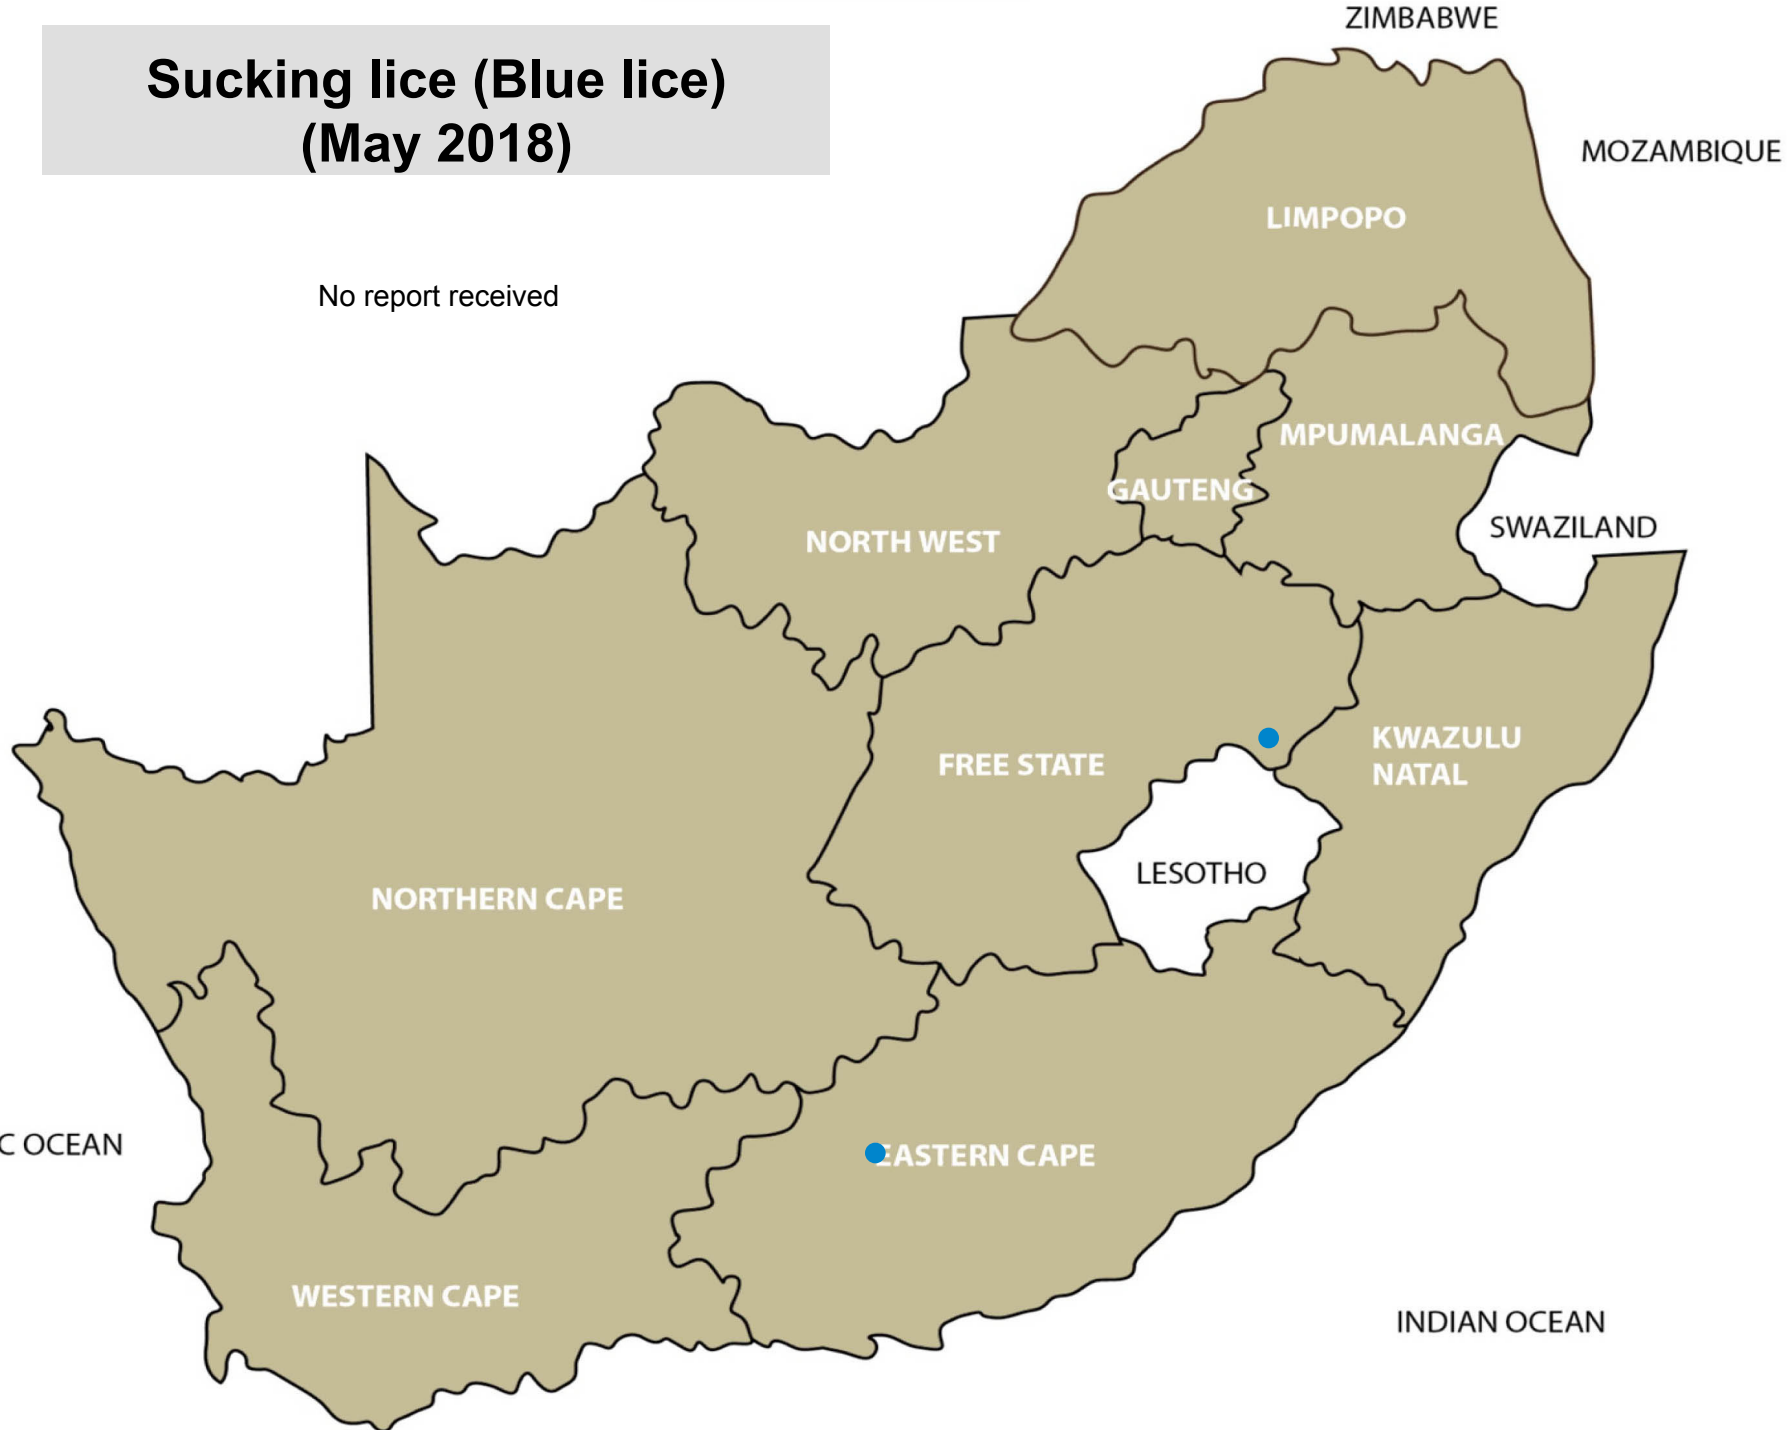 ZIMBABWE
Sucking lice (Blue lice)
(May 2018)
MOZAMBIQUE
LIMPOPO
No report received
MPUMALANGA
GAUTENG
SWAZILAND
NORTH WEST
KWAZULU
NATAL
FREE STATE
LESOTHO
NORTHERN CAPE
C OCEAN
EASTERN CAPE
WESTERN CAPE
INDIAN OCEAN